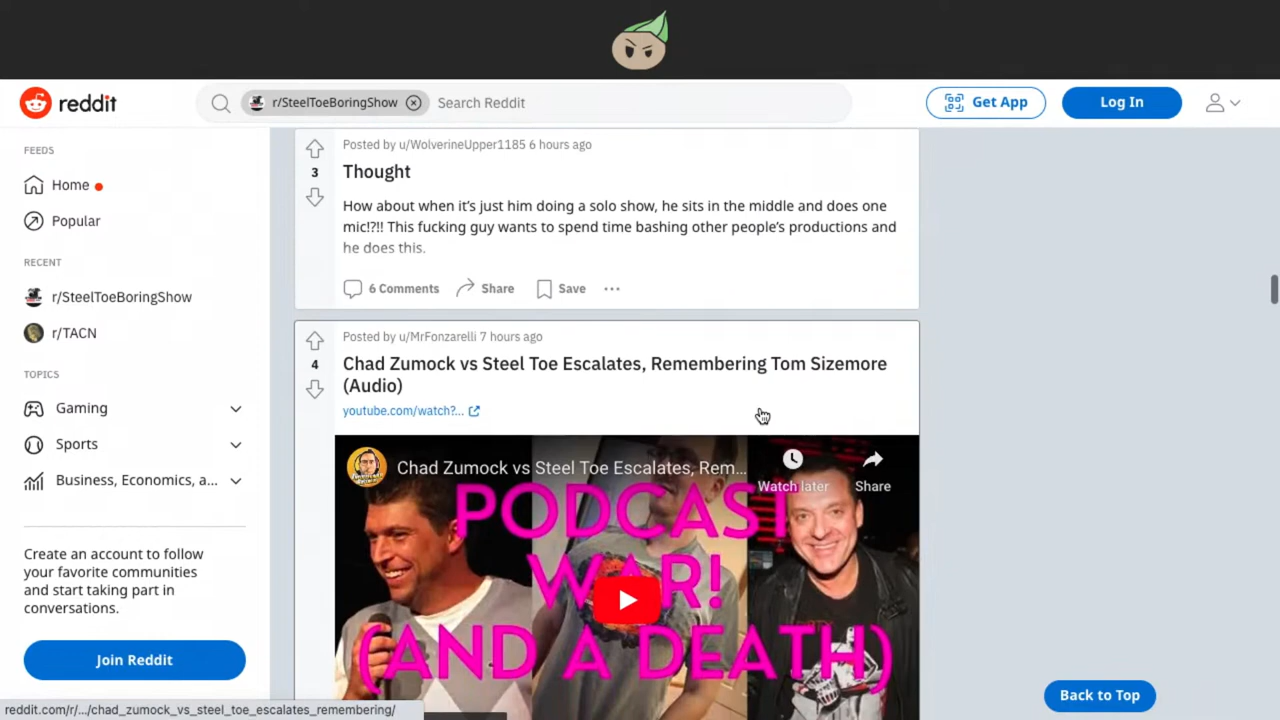 reddit
r/SteelToeBoringShow
Search Reddit
Get App
Log In
FEEDS
Home
Popular
RECENT
r/SteelToeBoringShow
r/TACN
TOPICS
Gaming
Sports
Business, Economics, a...
Create an account to follow
your favorite communities
and start taking part in
conversations.
Join Reddit
Posted by u/WolverineUpper1185 6 hours ago
3
Thought
How about when it's just him doing a solo show, he sits in the middle and does one
mic!?!! This fucking guy wants to spend time bashing other people's productions and
he does this.
6 Comments
Share
Save
Posted by u/MrFonzarelli 7 hours ago
4
Chad Zumock vs Steel Toe Escalates, Remembering Tom Sizemore
(Audio)
youtube.com/watch?...
Chad Zumock vs Steel Toe Escalates, Rem...
Watch later
Share
PODCAST
WAR!
(AND A DEATH)
Back to Top
reddit.com/r/.../chad_zumock_vs_steel_toe_escalates_remembering/